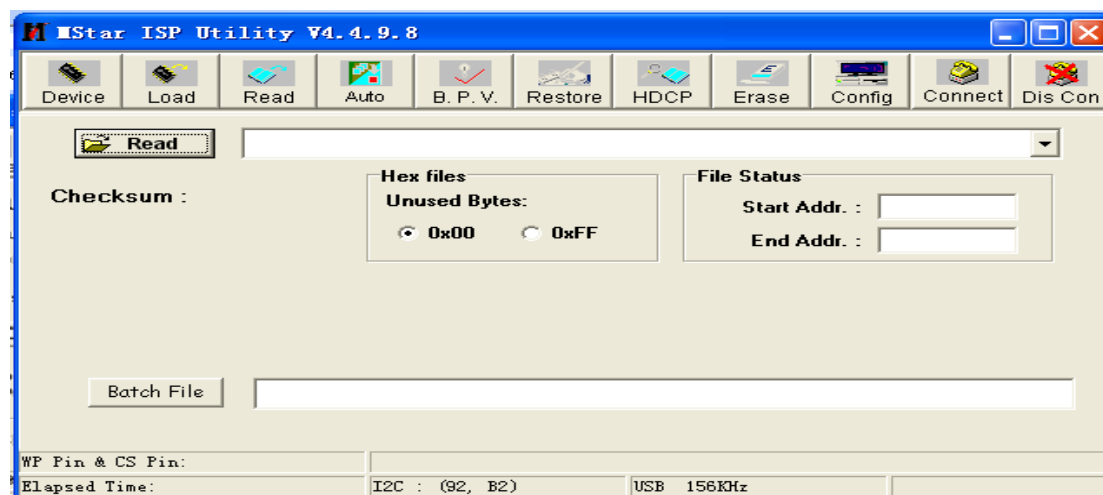 MStar ISP Utility V4.4.9.8
Device Load Read Auto B.P.V. Restore HDCP Erase Config Connect Dis Con
Read
Checksum :
Hex files
Unused Bytes:
0x00 0xFF
File Status
Start Addr. :
End Addr. :
Batch File
WP Pin & CS Pin:
Elapsed Time: I2C : (92, B2) USB 156KHz